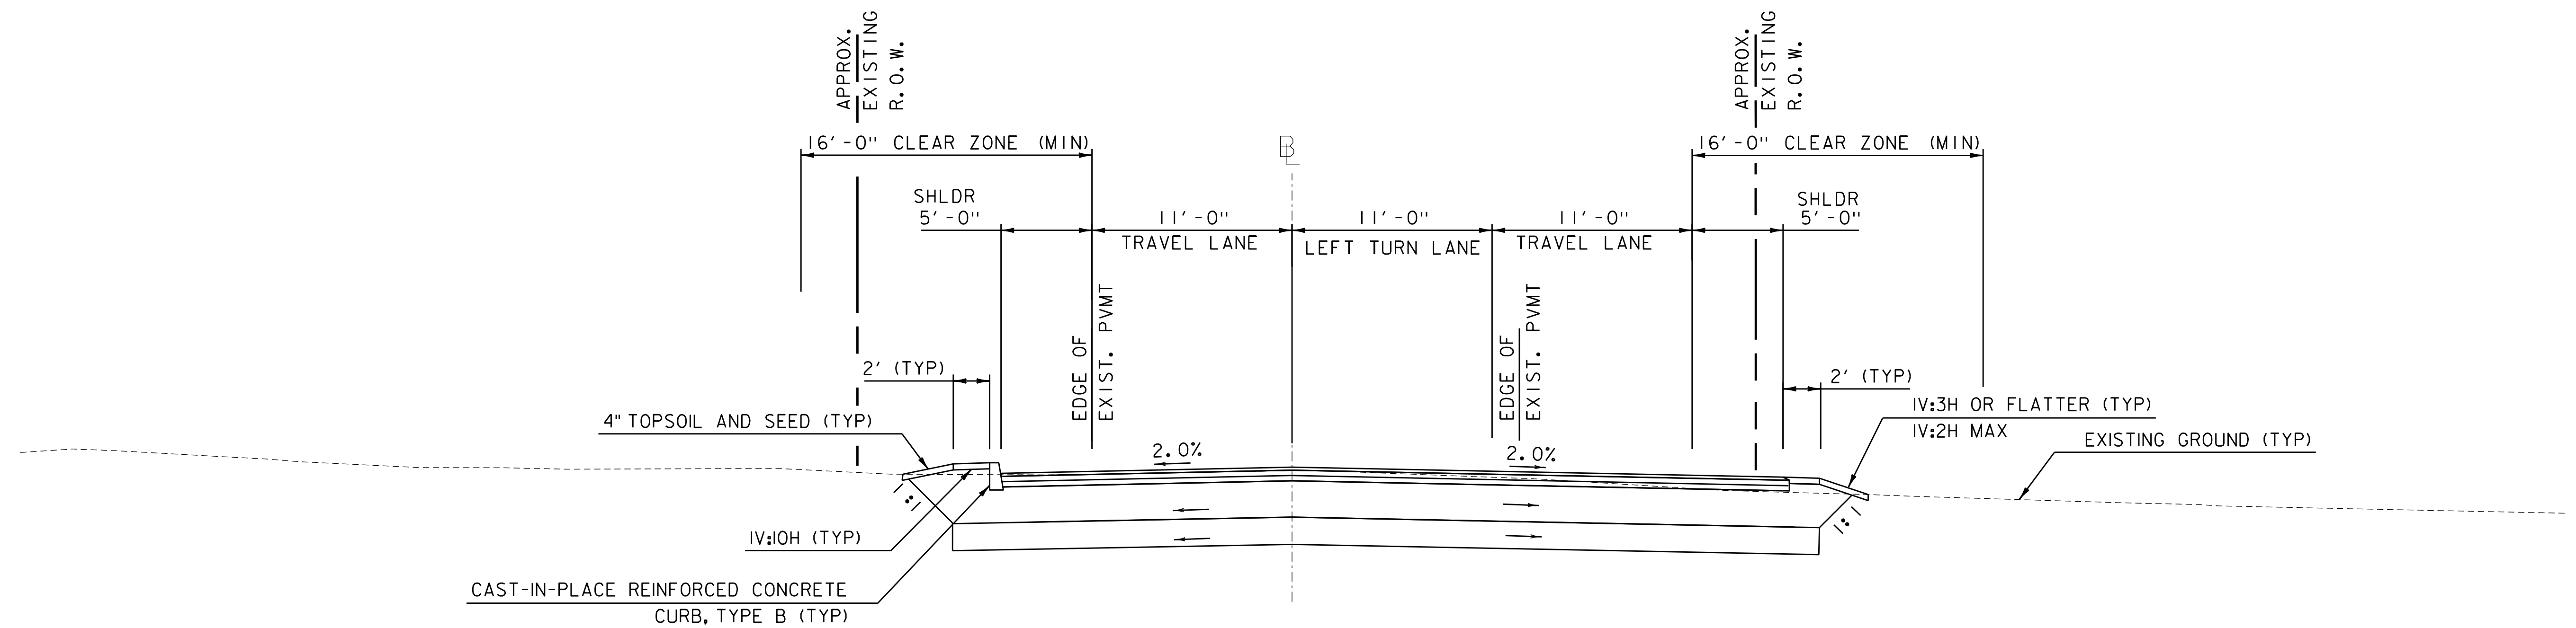 APPROX.
EXISTING
R.O.W.
APPROX.
EXISTING
R.O.W.
16'-0" CLEAR ZONE (MIN)
BL
16'-0" CLEAR ZONE (MIN)
SHLDR
5'-0"
11'-0"
TRAVEL LANE
11'-0"
LEFT TURN LANE
11'-0"
TRAVEL LANE
SHLDR
5'-0"
EDGE OF
EXIST. PVMT
EDGE OF
EXIST. PVMT
2' (TYP)
2' (TYP)
4" TOPSOIL AND SEED (TYP)
2.0%
2.0%
1V:3H OR FLATTER (TYP)
1V:2H MAX
EXISTING GROUND (TYP)
1:1
1:1
1V:10H (TYP)
CAST-IN-PLACE REINFORCED CONCRETE
CURB, TYPE B (TYP)